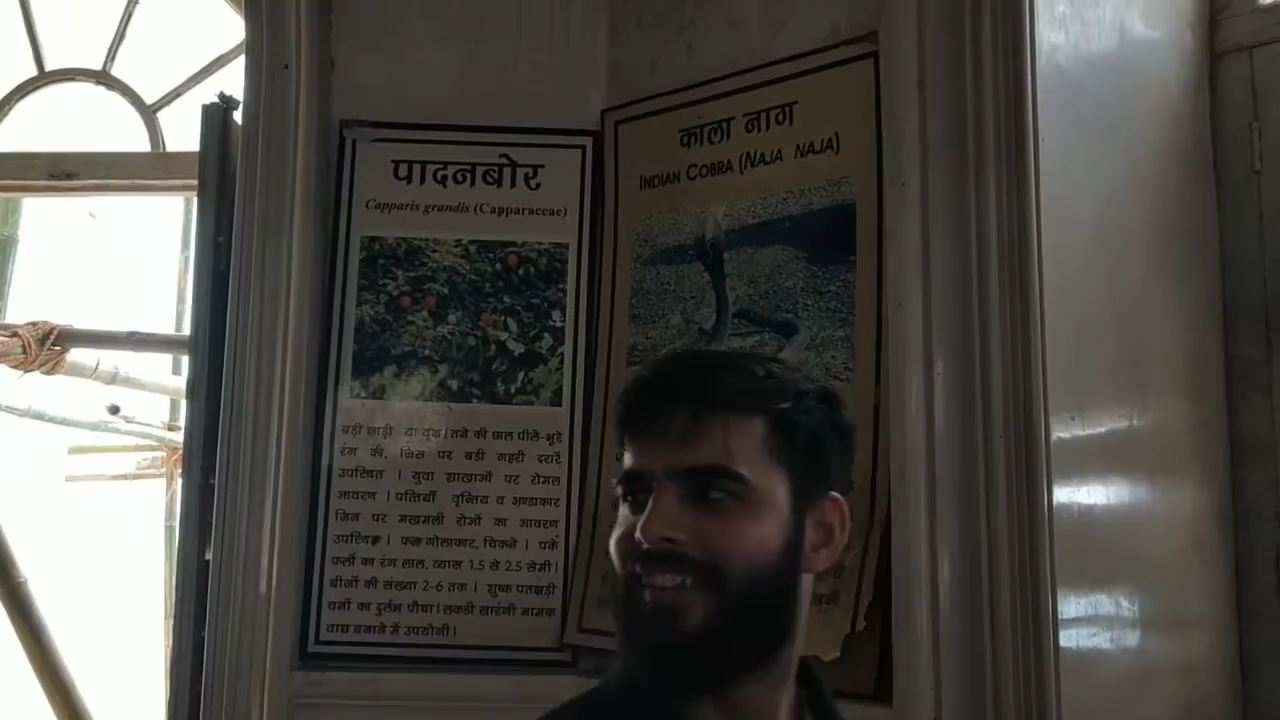 पादनबोर
Capparis grandis (Capparaceae)
बड़ी झाड़ी या वृक्ष। तने की छाल पीले-भूरे
रंग की, जिस पर बड़ी गहरी दरारें
उपस्थित । युवा शाखाओं पर रोमल
आवरण । पत्तियाँ वृन्तिय व अण्डाकार
जिन पर मखमली रोओं का आवरण
उपस्थित । फल गोलाकार, चिकने । पके
फलों का रंग लाल, व्यास 1.5 से 2.5 सेमी।
बीजों की संख्या 2-6 तक । शुष्क पतझड़ी
वनों का दुर्लभ पौधा। लकड़ी सारंगी नामक
वाद्य बनाने में उपयोगी।
काला नाग
INDIAN COBRA (NAJA NAJA)